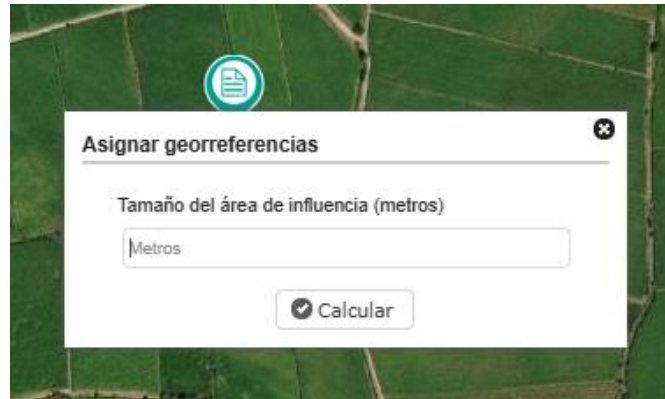 Asignar georreferencias
Tamaño del área de influencia (metros)
Metros
Calcular